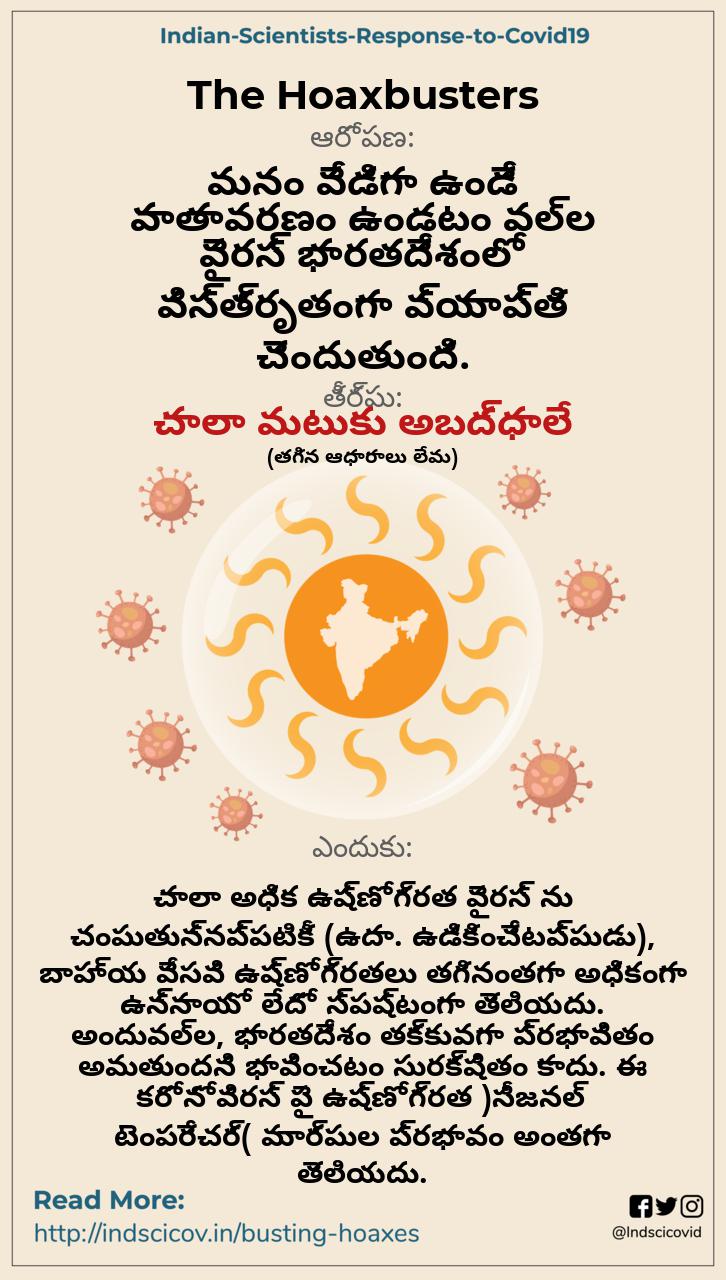 Indian-Scientists-Response-to-Covid19
The Hoaxbusters
ఆరోపణ:
మనం వేడిగా ఉండే
వాతావరణం ఉండటం వల్‌ల
వైరస్ భారతదేశంలో
విస్‌త్‌రృతంగా వ్‌యాప్‌తి
చెందుతుంది.
తీర్‌పు:
చాలా మటుకు అబద్‌ధాలే
(తగిన ఆధారాలు లేమ)
ఎందుకు:
చాలా అధిక ఉష్‌ణోగ్‌రత వైరస్ ను
చంపుతున్‌నప్‌పటికీ (ఉదా. ఉడికించేటప్‌పుడు),
బాహ్‌య వేసవి ఉష్‌ణోగ్‌రతలు తగినంతగా అధికంగా
ఉన్‌నాయో లేదో స్‌పష్‌టంగా తెలియదు.
అందువల్‌ల, భారతదేశం తక్‌కువగా ప్‌రభావితం
అమతుందని భావించటం సురక్‌షితం కాదు. ఈ
కరోనోవిరస్ పై ఉష్‌ణోగ్‌రత )సీజనల్
టెంపరేచర్( మార్‌పుల ప్‌రభావం అంతగా
తెలియదు.
Read More:
http://indscicov.in/busting-hoaxes
@Indscicovid